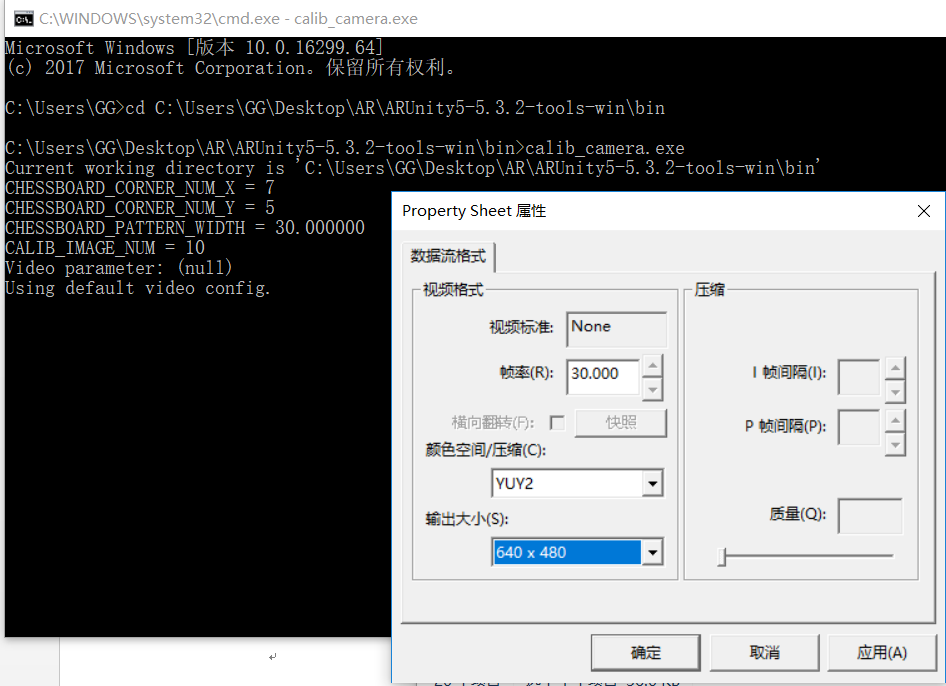 C:\WINDOWS\system32\cmd.exe - calib_camera.exe
Microsoft Windows [版本 10.0.16299.64]
(c) 2017 Microsoft Corporation。保留所有权利。
C:\Users\GG>cd C:\Users\GG\Desktop\AR\ARUnity5-5.3.2-tools-win\bin
C:\Users\GG\Desktop\AR\ARUnity5-5.3.2-tools-win\bin>calib_camera.exe
Current working directory is 'C:\Users\GG\Desktop\AR\ARUnity5-5.3.2-tools-win\bin'
CHESSBOARD_CORNER_NUM_X = 7
CHESSBOARD_CORNER_NUM_Y = 5
CHESSBOARD_PATTERN_WIDTH = 30.000000
CALIB_IMAGE_NUM = 10
Video parameter: (null)
Using default video config.
Property Sheet 属性
数据流格式
视频格式
视频标准: None
帧率(R): 30.000
横向翻转(F): 快照
颜色空间/压缩(C):
YUY2
输出大小(S):
640 x 480
压缩
I 帧间隔(I):
P 帧间隔(P):
质量(Q):
确定 取消 应用(A)